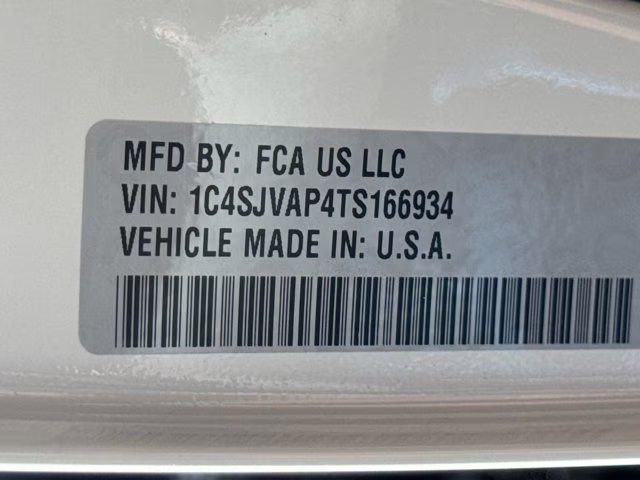 MFD BY: FCA US LLC
VIN: 1C4SJVAP4TS166934
VEHICLE MADE IN: U.S.A.